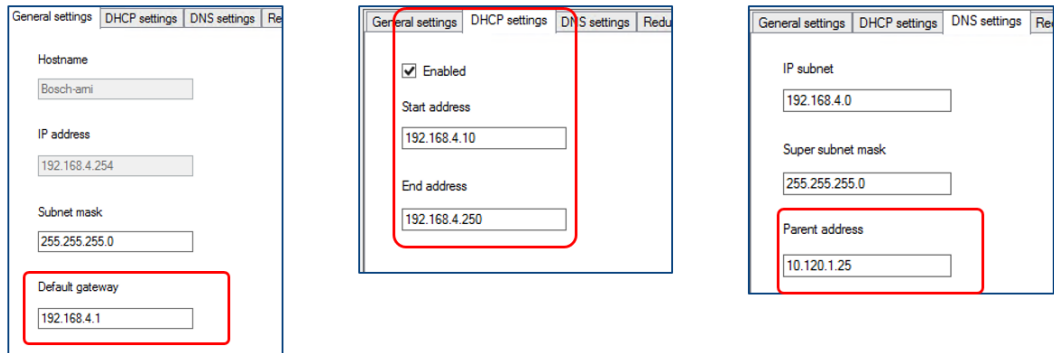 General settings DHCP settings DNS settings Re
Hostname
Bosch-ami
IP address
192.168.4.254
Subnet mask
255.255.255.0
Default gateway
192.168.4.1
General settings DHCP settings DNS settings Redu
Enabled
Start address
192.168.4.10
End address
192.168.4.250
General settings DHCP settings DNS settings Re
IP subnet
192.168.4.0
Super subnet mask
255.255.255.0
Parent address
10.120.1.25